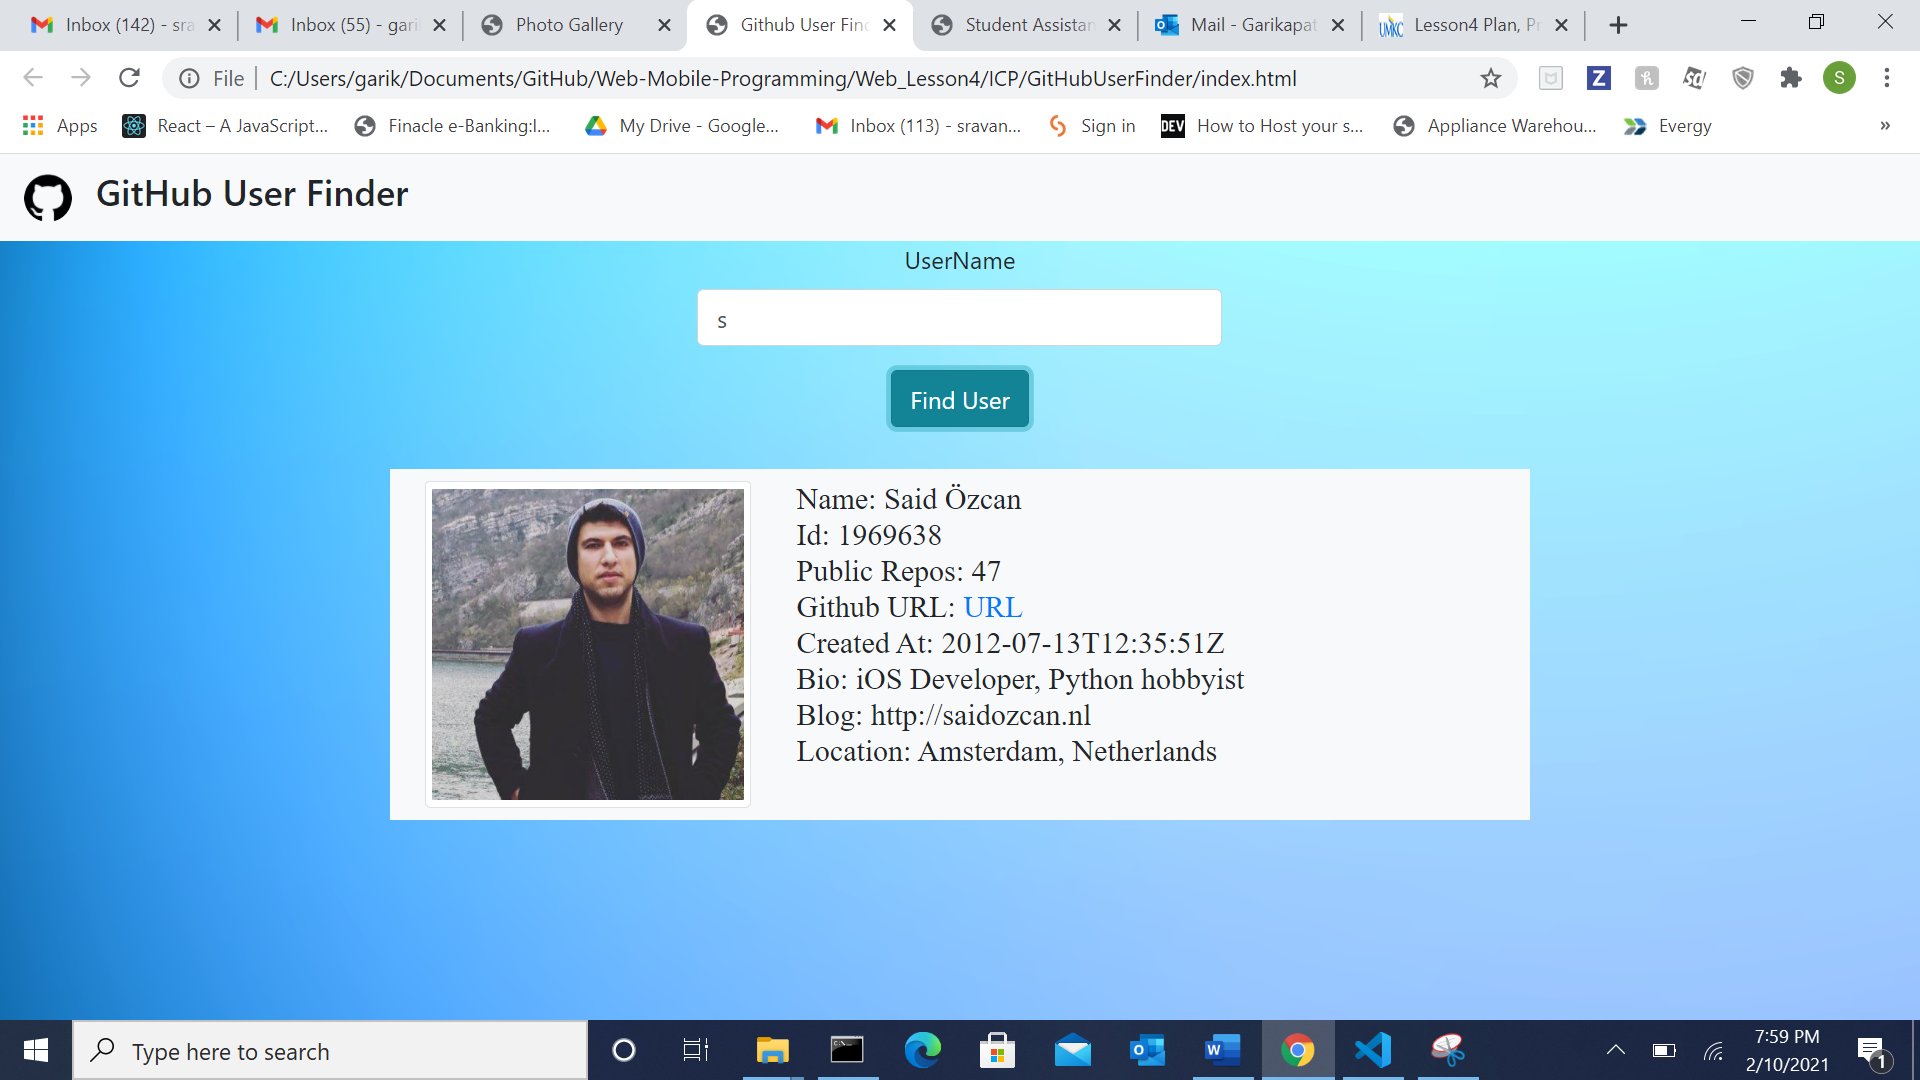 Inbox (142) - sra
Inbox (55) - gari
Photo Gallery
Github User Find
Student Assistan
Mail - Garikapat
Lesson4 Plan, Pr
File
C:/Users/garik/Documents/GitHub/Web-Mobile-Programming/Web_Lesson4/ICP/GitHubUserFinder/index.html
S
Apps
React – A JavaScript...
Finacle e-Banking:I...
My Drive - Google...
Inbox (113) - sravan...
Sign in
DEV
How to Host your s...
Appliance Warehou...
Evergy
»
GitHub User Finder
UserName
s
Find User
Name: Said Özcan
Id: 1969638
Public Repos: 47
Github URL: URL
Created At: 2012-07-13T12:35:51Z
Bio: iOS Developer, Python hobbyist
Blog: http://saidozcan.nl
Location: Amsterdam, Netherlands
Type here to search
7:59 PM
2/10/2021
1